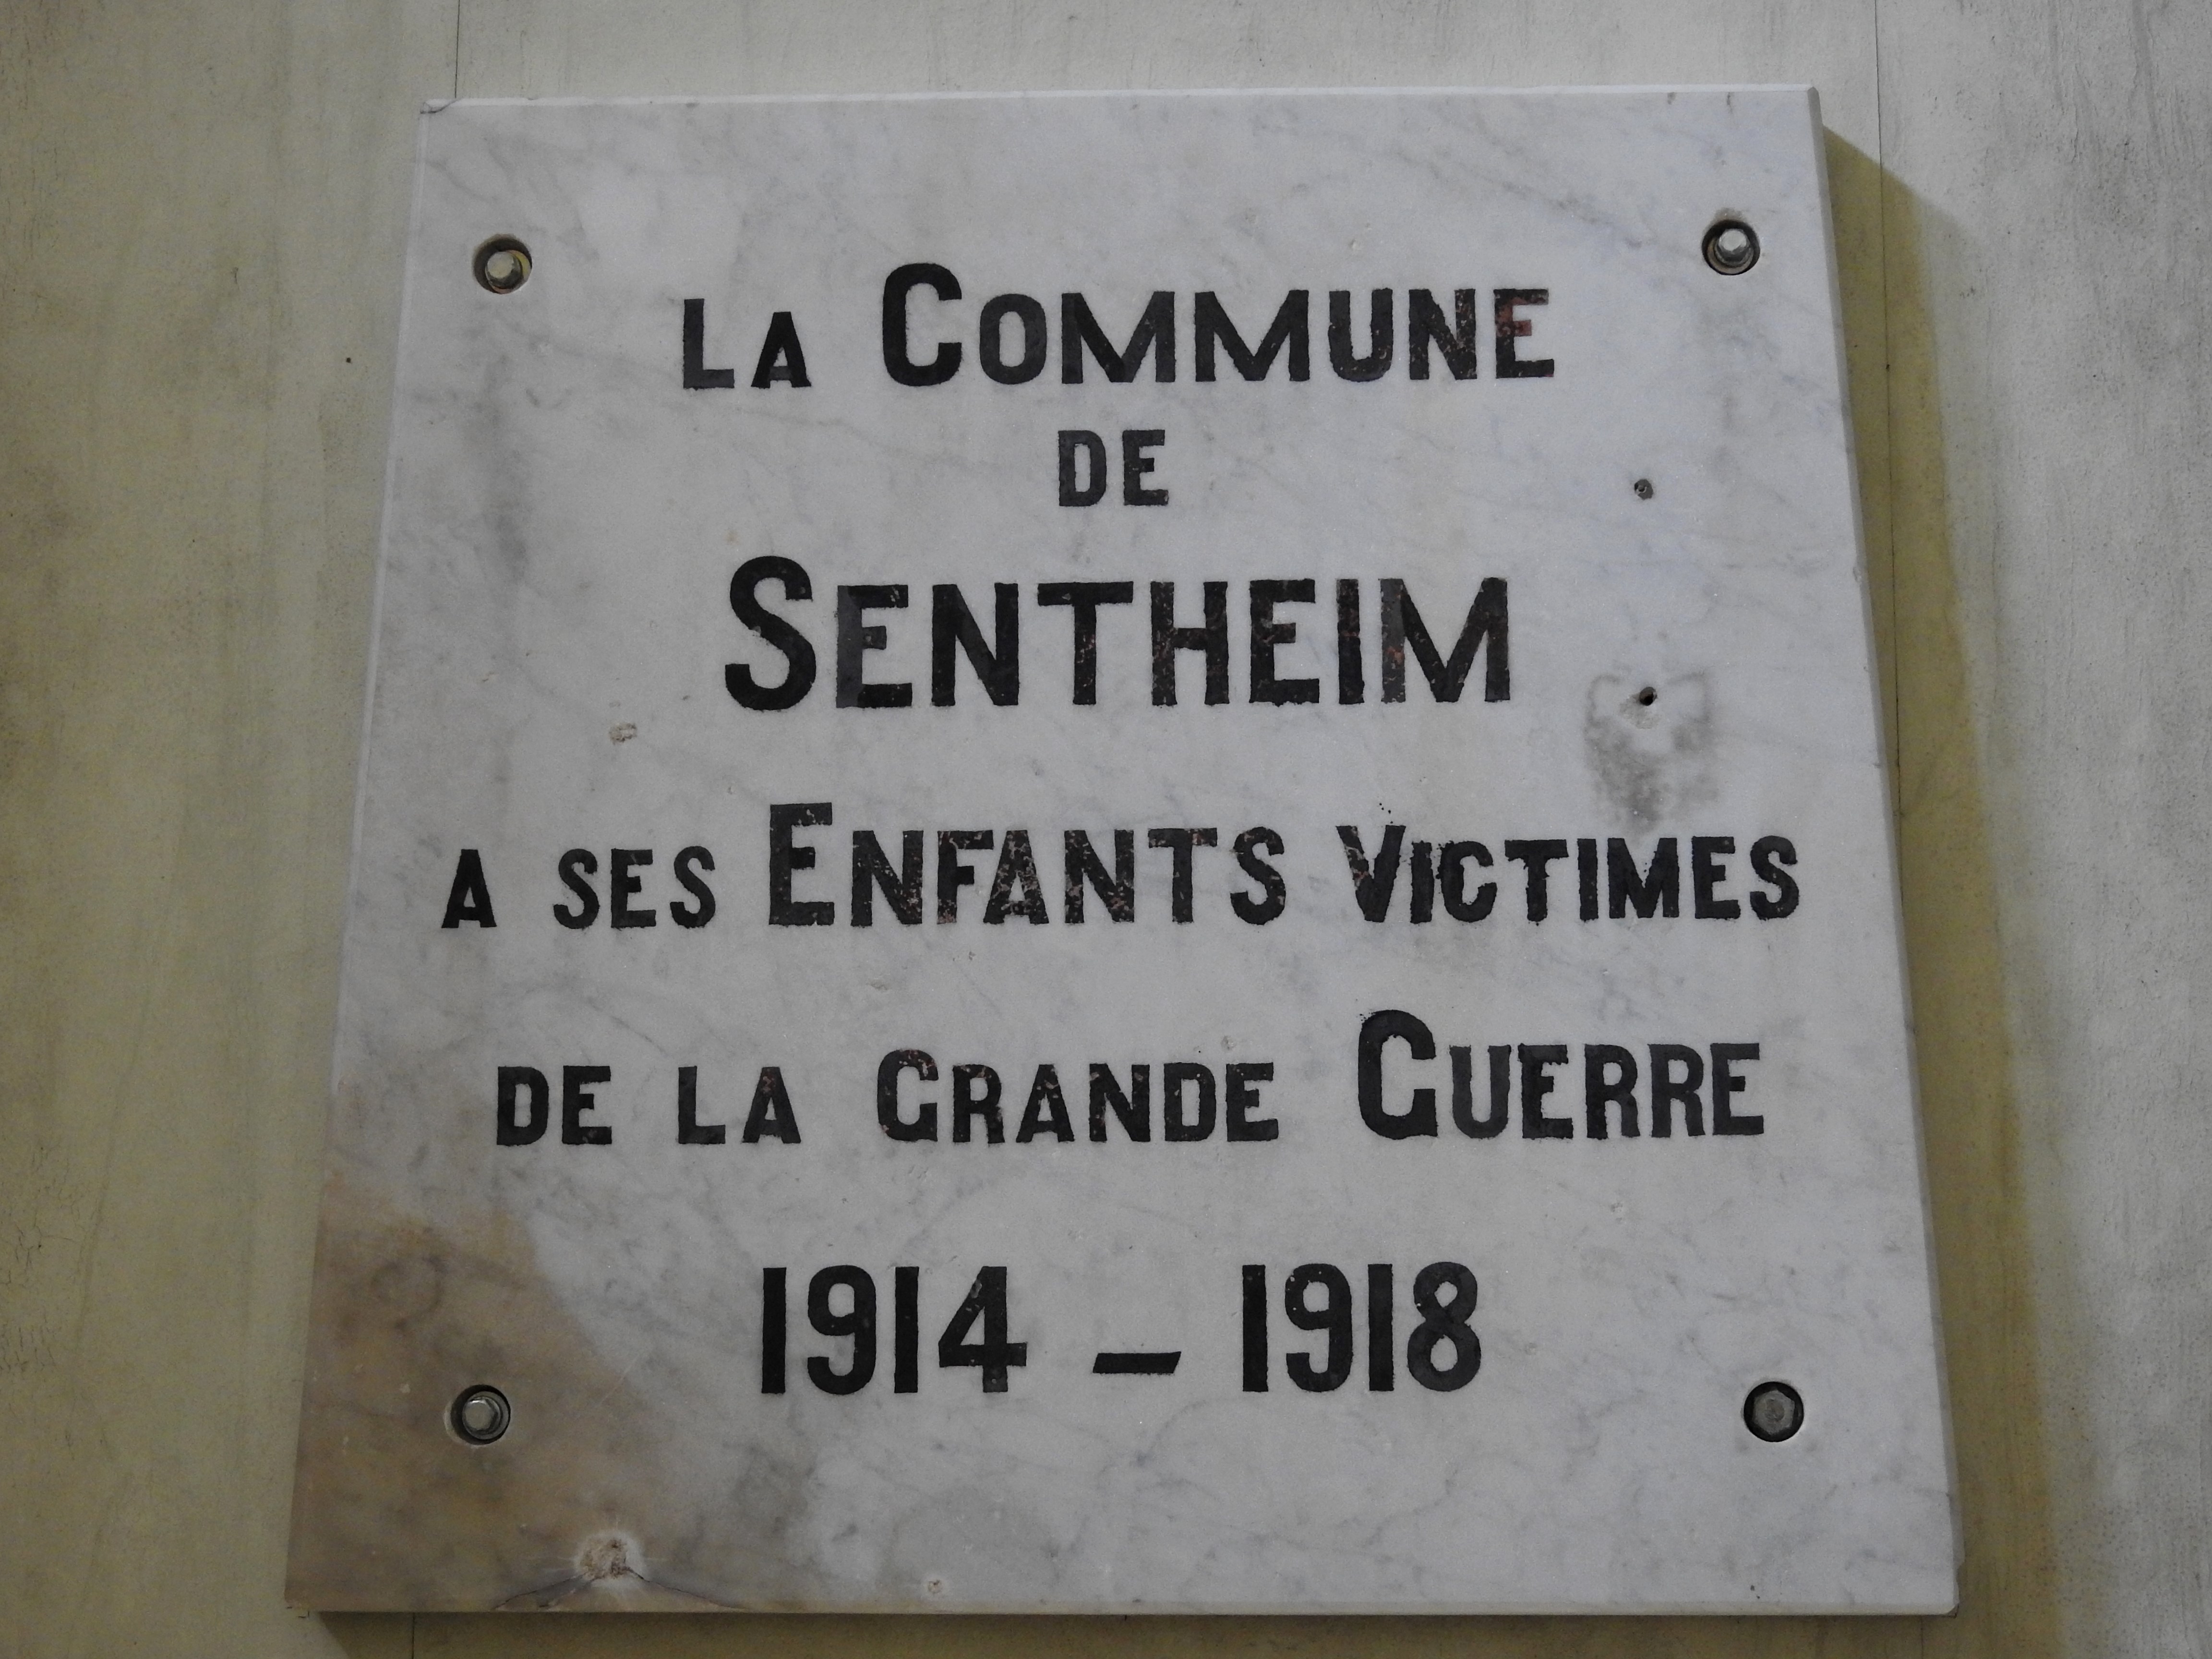 LA COMMUNE
DE
SENTHEIM
A SES ENFANTS VICTIMES
DE LA GRANDE GUERRE
1914 – 1918